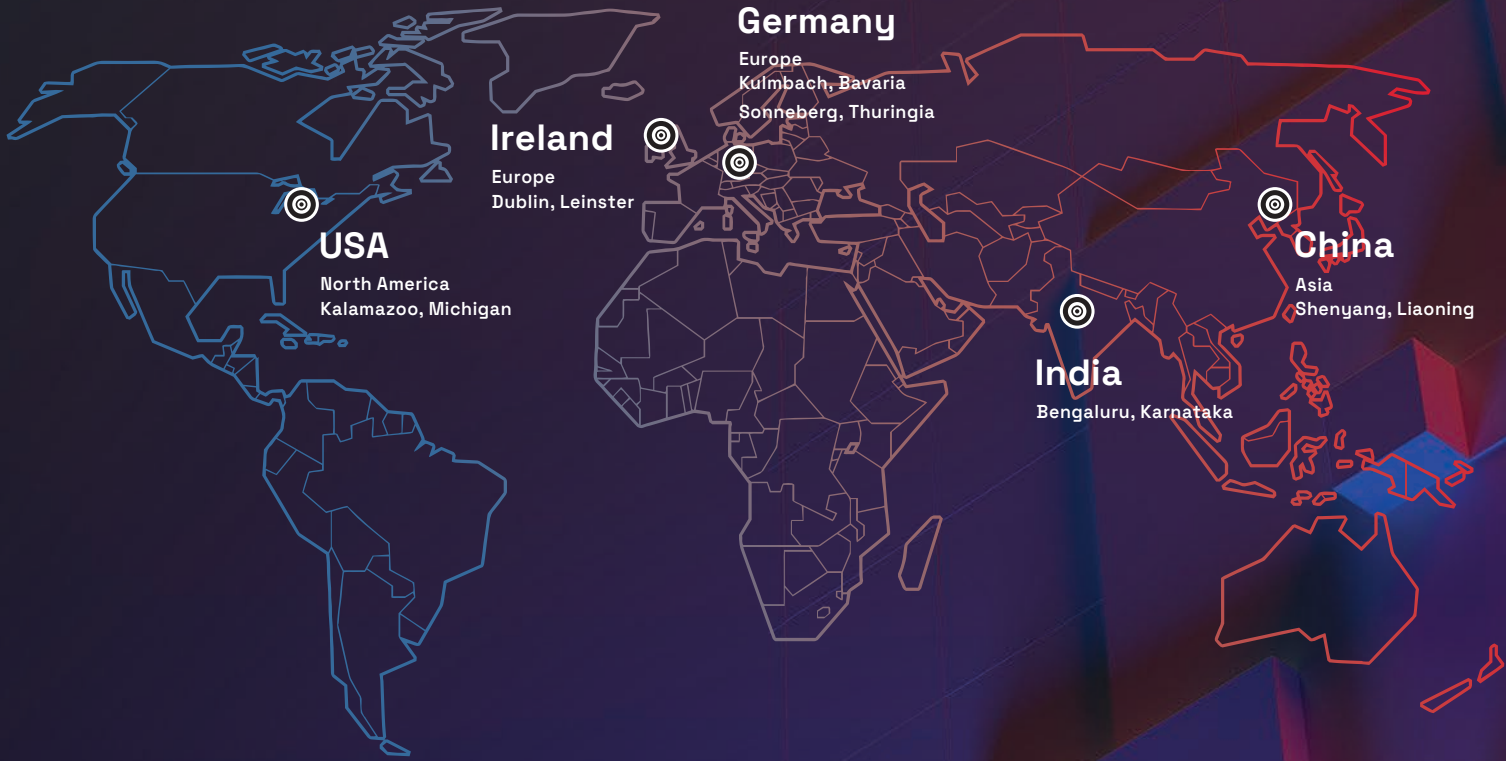 Germany
Europe
Kulmbach, Bavaria
Sonneberg, Thuringia
Ireland
Europe
Dublin, Leinster
USA
North America
Kalamazoo, Michigan
China
Asia
Shenyang, Liaoning
India
Bengaluru, Karnataka